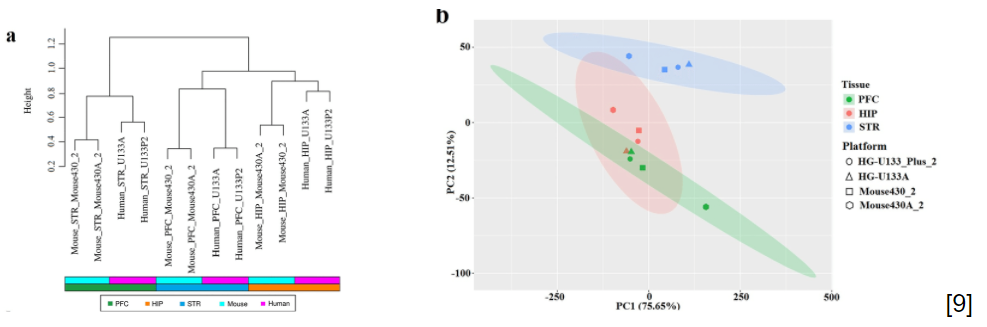 a
Height
1.2
1.0
0.8
0.6
0.4
0.2
Mouse_STR_Mouse430_2
Mouse_STR_Mouse430A_2
Human_STR_U133A
Human_STR_U133P2
Mouse_PFC_Mouse430_2
Mouse_PFC_Mouse430A_2
Human_PFC_U133A
Human_PFC_U133P2
Mouse_HIP_Mouse430A_2
Mouse_HIP_Mouse430_2
Human_HIP_U133A
Human_HIP_U133P2
PFC HIP STR Mouse Human
b
PC2 (12.51%)
50
0
-50
-100
-250 0 250 500
PC1 (75.65%)
Tissue
PFC
HIP
STR
Platform
HG-U133_Plus_2
HG-U133A
Mouse430_2
Mouse430A_2
[9]